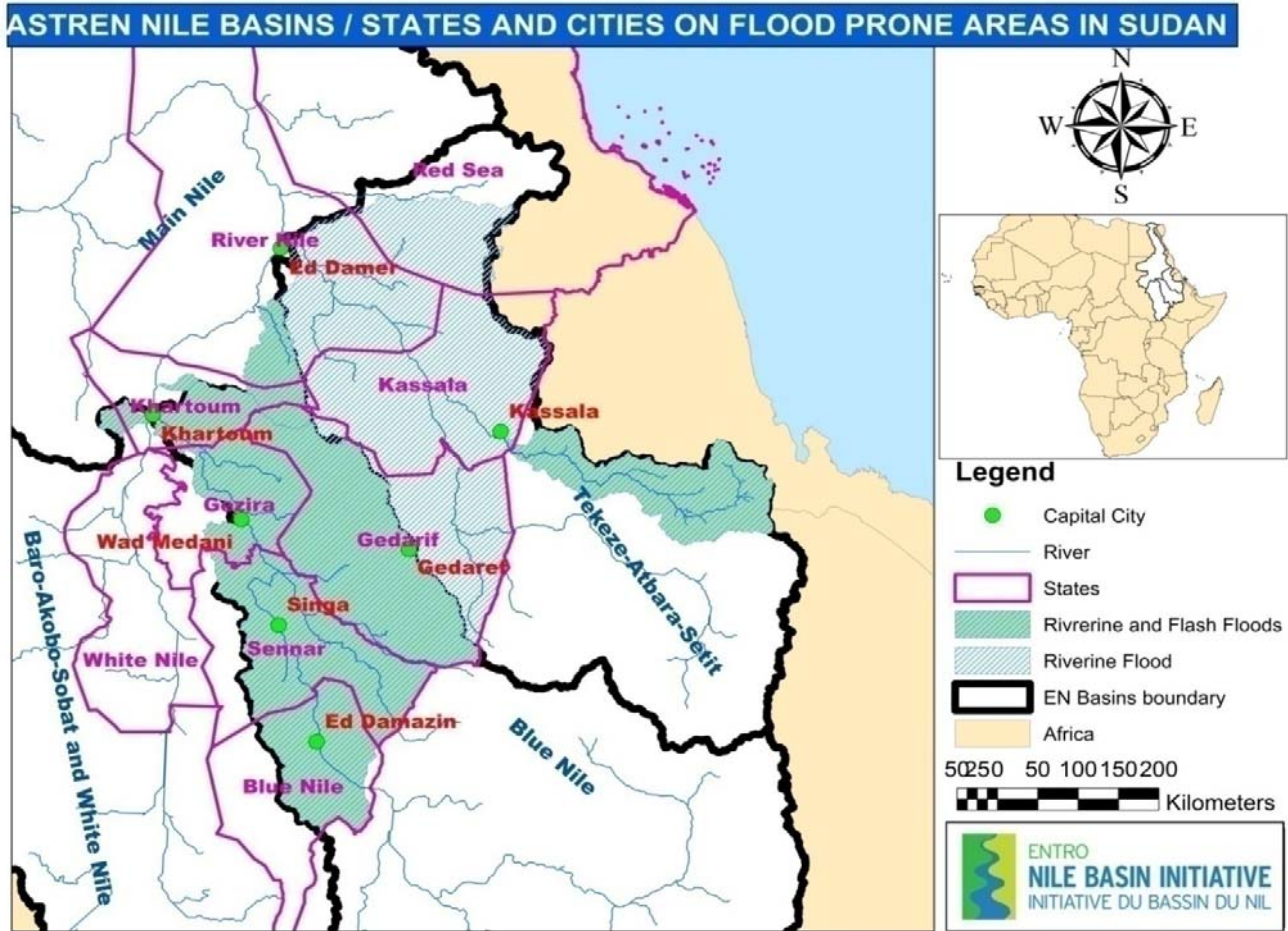 ASTREN NILE BASINS / STATES AND CITIES ON FLOOD PRONE AREAS IN SUDAN
N
W
E
S
Red Sea
Main Nile
River Nile
Ed Damer
Kassala
Kassala
Khartoum
Khartoum
Gezira
Wad Medani
Gedarif
Gedaref
Tekeze-Atbara-Setit
Singa
Sennar
White Nile
Baro-Akobo-Sobat and White Nile
Ed Damazin
Blue Nile
Blue Nile
Legend
Capital City
River
States
Rivrerine and Flash Floods
Riverine Flood
EN Basins boundary
Africa
50250 50 100150200
Kilometers
ENTRO
NILE BASIN INITIATIVE
INITIATIVE DU BASSIN DU NIL